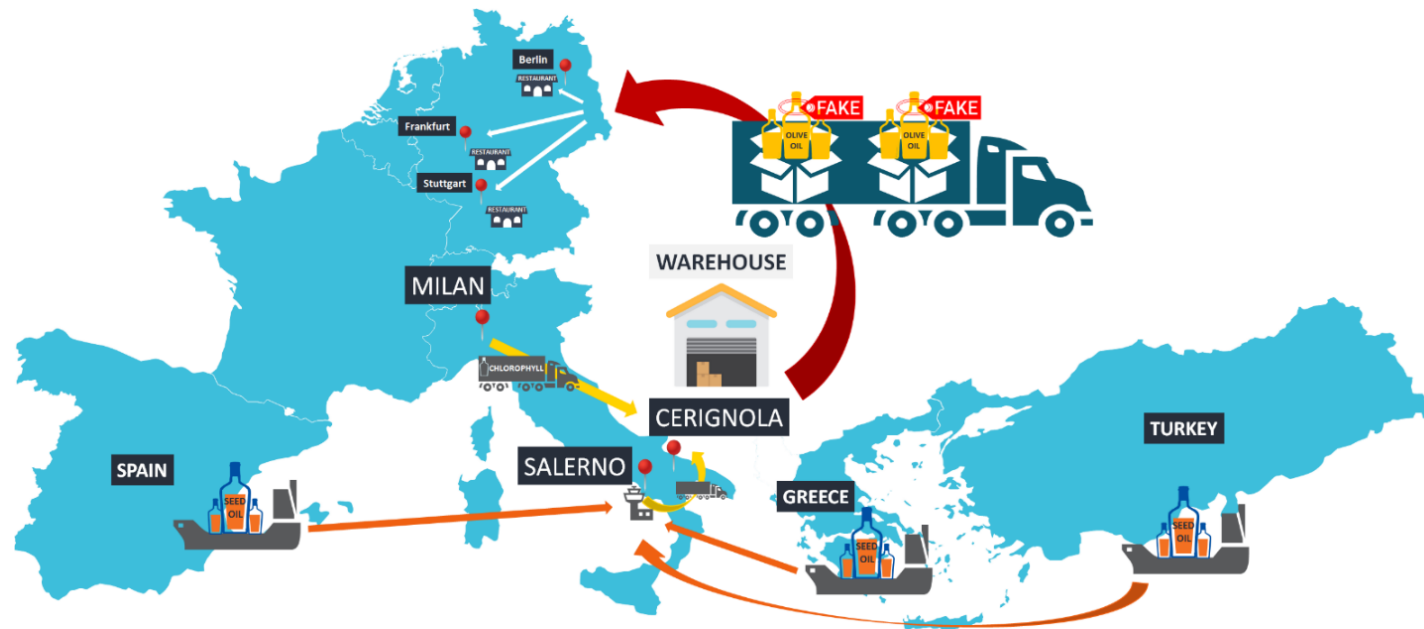 Berlin
RESTAURANT
FAKE
FAKE
OLIVE
OIL
OLIVE
OIL
Frankfurt
RESTAURANT
Stuttgart
RESTAURANT
WAREHOUSE
MILAN
CHLOROPHYLL
CERIGNOLA
TURKEY
SPAIN
SALERNO
GREECE
SEED
OIL
SEED
OIL
SEED
OIL